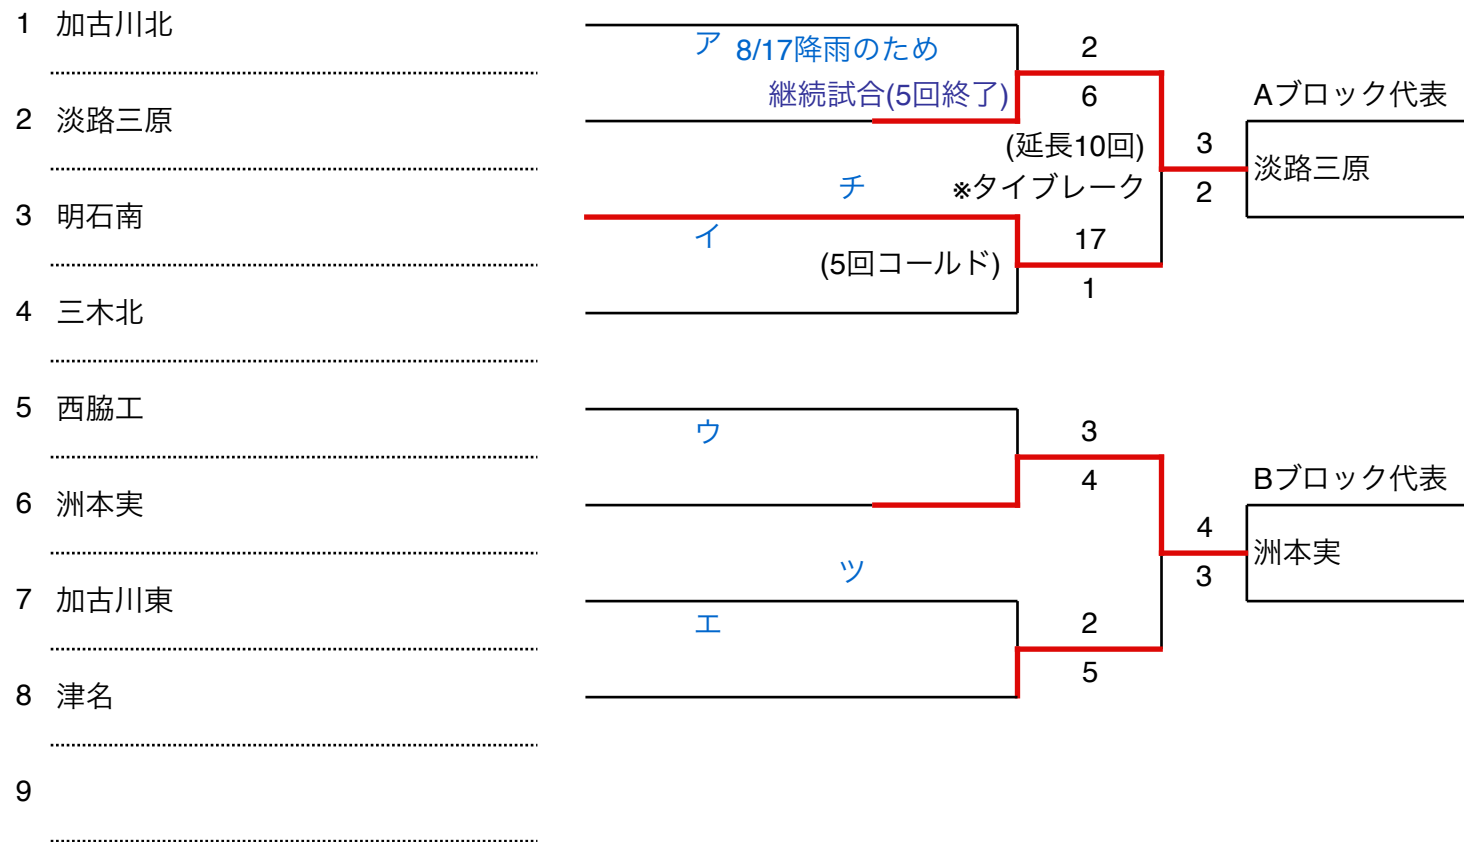 1 加古川北
2 淡路三原
3 明石南
4 三木北
5 西脇工
6 洲本実
7 加古川東
8 津名
9
ア 8/17降雨のため
継続試合(5回終了)
2
6
(延長10回)
※タイブレーク
チ
イ
(5回コールド)
17
1
3
2
Aブロック代表
淡路三原
ウ
3
4
ツ
エ
2
5
4
3
Bブロック代表
洲本実